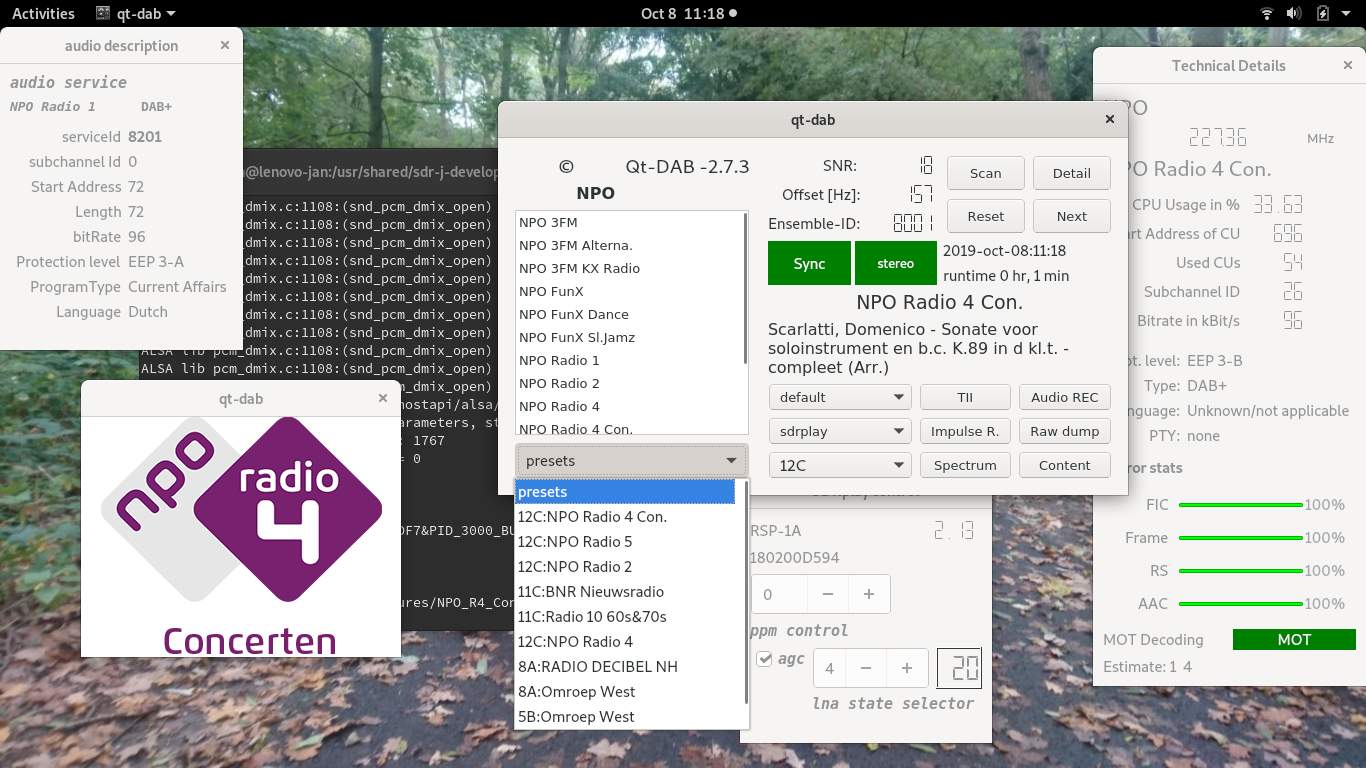 Activities qt-dab Oct 8 11:18
audio description
audio service
NPO Radio 1 DAB+
serviceId 8201
subchannel Id 0
Start Address 72
Length 72
bitRate 96
Protection level EEP 3-A
ProgramType Current Affairs
Language Dutch
@lenovo-jan:/usr/shared/sdr-j-develop
_dmix.c:1108:(snd_pcm_dmix_open)
_dmix.c:1108:(snd_pcm_dmix_open)
_dmix.c:1108:(snd_pcm_dmix_open)
_dmix.c:1108:(snd_pcm_dmix_open)
_dmix.c:1108:(snd_pcm_dmix_open)
_dmix.c:1108:(snd_pcm_dmix_open)
_dmix.c:1108:(snd_pcm_dmix_open)
_dmix.c:1108:(snd_pcm_dmix_open)
ALSA lib pcm_dmix.c:1108:(snd_pcm_dmix_open)
ALSA lib pcm_dmix.c:1108:(snd_pcm_dmix_open)
ostapi/alsa/
arameters, st
: 1767
= 0
DF7&PID_3000_BU
ures/NPO_R4_Con
qt-dab
npo
radio
4
Concerten
qt-dab
© Qt-DAB -2.7.3
NPO
NPO 3FM
NPO 3FM Alterna.
NPO 3FM KX Radio
NPO FunX
NPO FunX Dance
NPO FunX Sl.Jamz
NPO Radio 1
NPO Radio 2
NPO Radio 4
NPO Radio 4 Con.
presets
presets
12C:NPO Radio 4 Con.
12C:NPO Radio 5
12C:NPO Radio 2
11C:BNR Nieuwsradio
11C:Radio 10 60s&70s
12C:NPO Radio 4
8A:RADIO DECIBEL NH
8A:Omroep West
5B:Omroep West
SNR: 18
Offset [Hz]: 157
Ensemble-ID: 8001
Scan Detail
Reset Next
Sync stereo
2019-oct-08:11:18
runtime 0 hr, 1 min
NPO Radio 4 Con.
Scarlatti, Domenico - Sonate voor
soloinstrument en b.c. K.89 in d kl.t. -
compleet (Arr.)
default TII Audio REC
sdrplay Impulse R. Raw dump
12C Spectrum Content
RSP-1A 2.13
180200D594
0 − +
ppm control
agc 4 − + 20
lna state selector
Technical Details
NPO
227.36 MHz
NPO Radio 4 Con.
CPU Usage in % 33.63
art Address of CU 696
Used CUs 54
Subchannel ID 26
Bitrate in kBit/s 96
ot. level: EEP 3-B
Type: DAB+
nguage: Unknown/not applicable
PTY: none
ror stats
FIC 100%
Frame 100%
RS 100%
AAC 100%
MOT Decoding MOT
Estimate: 1 4